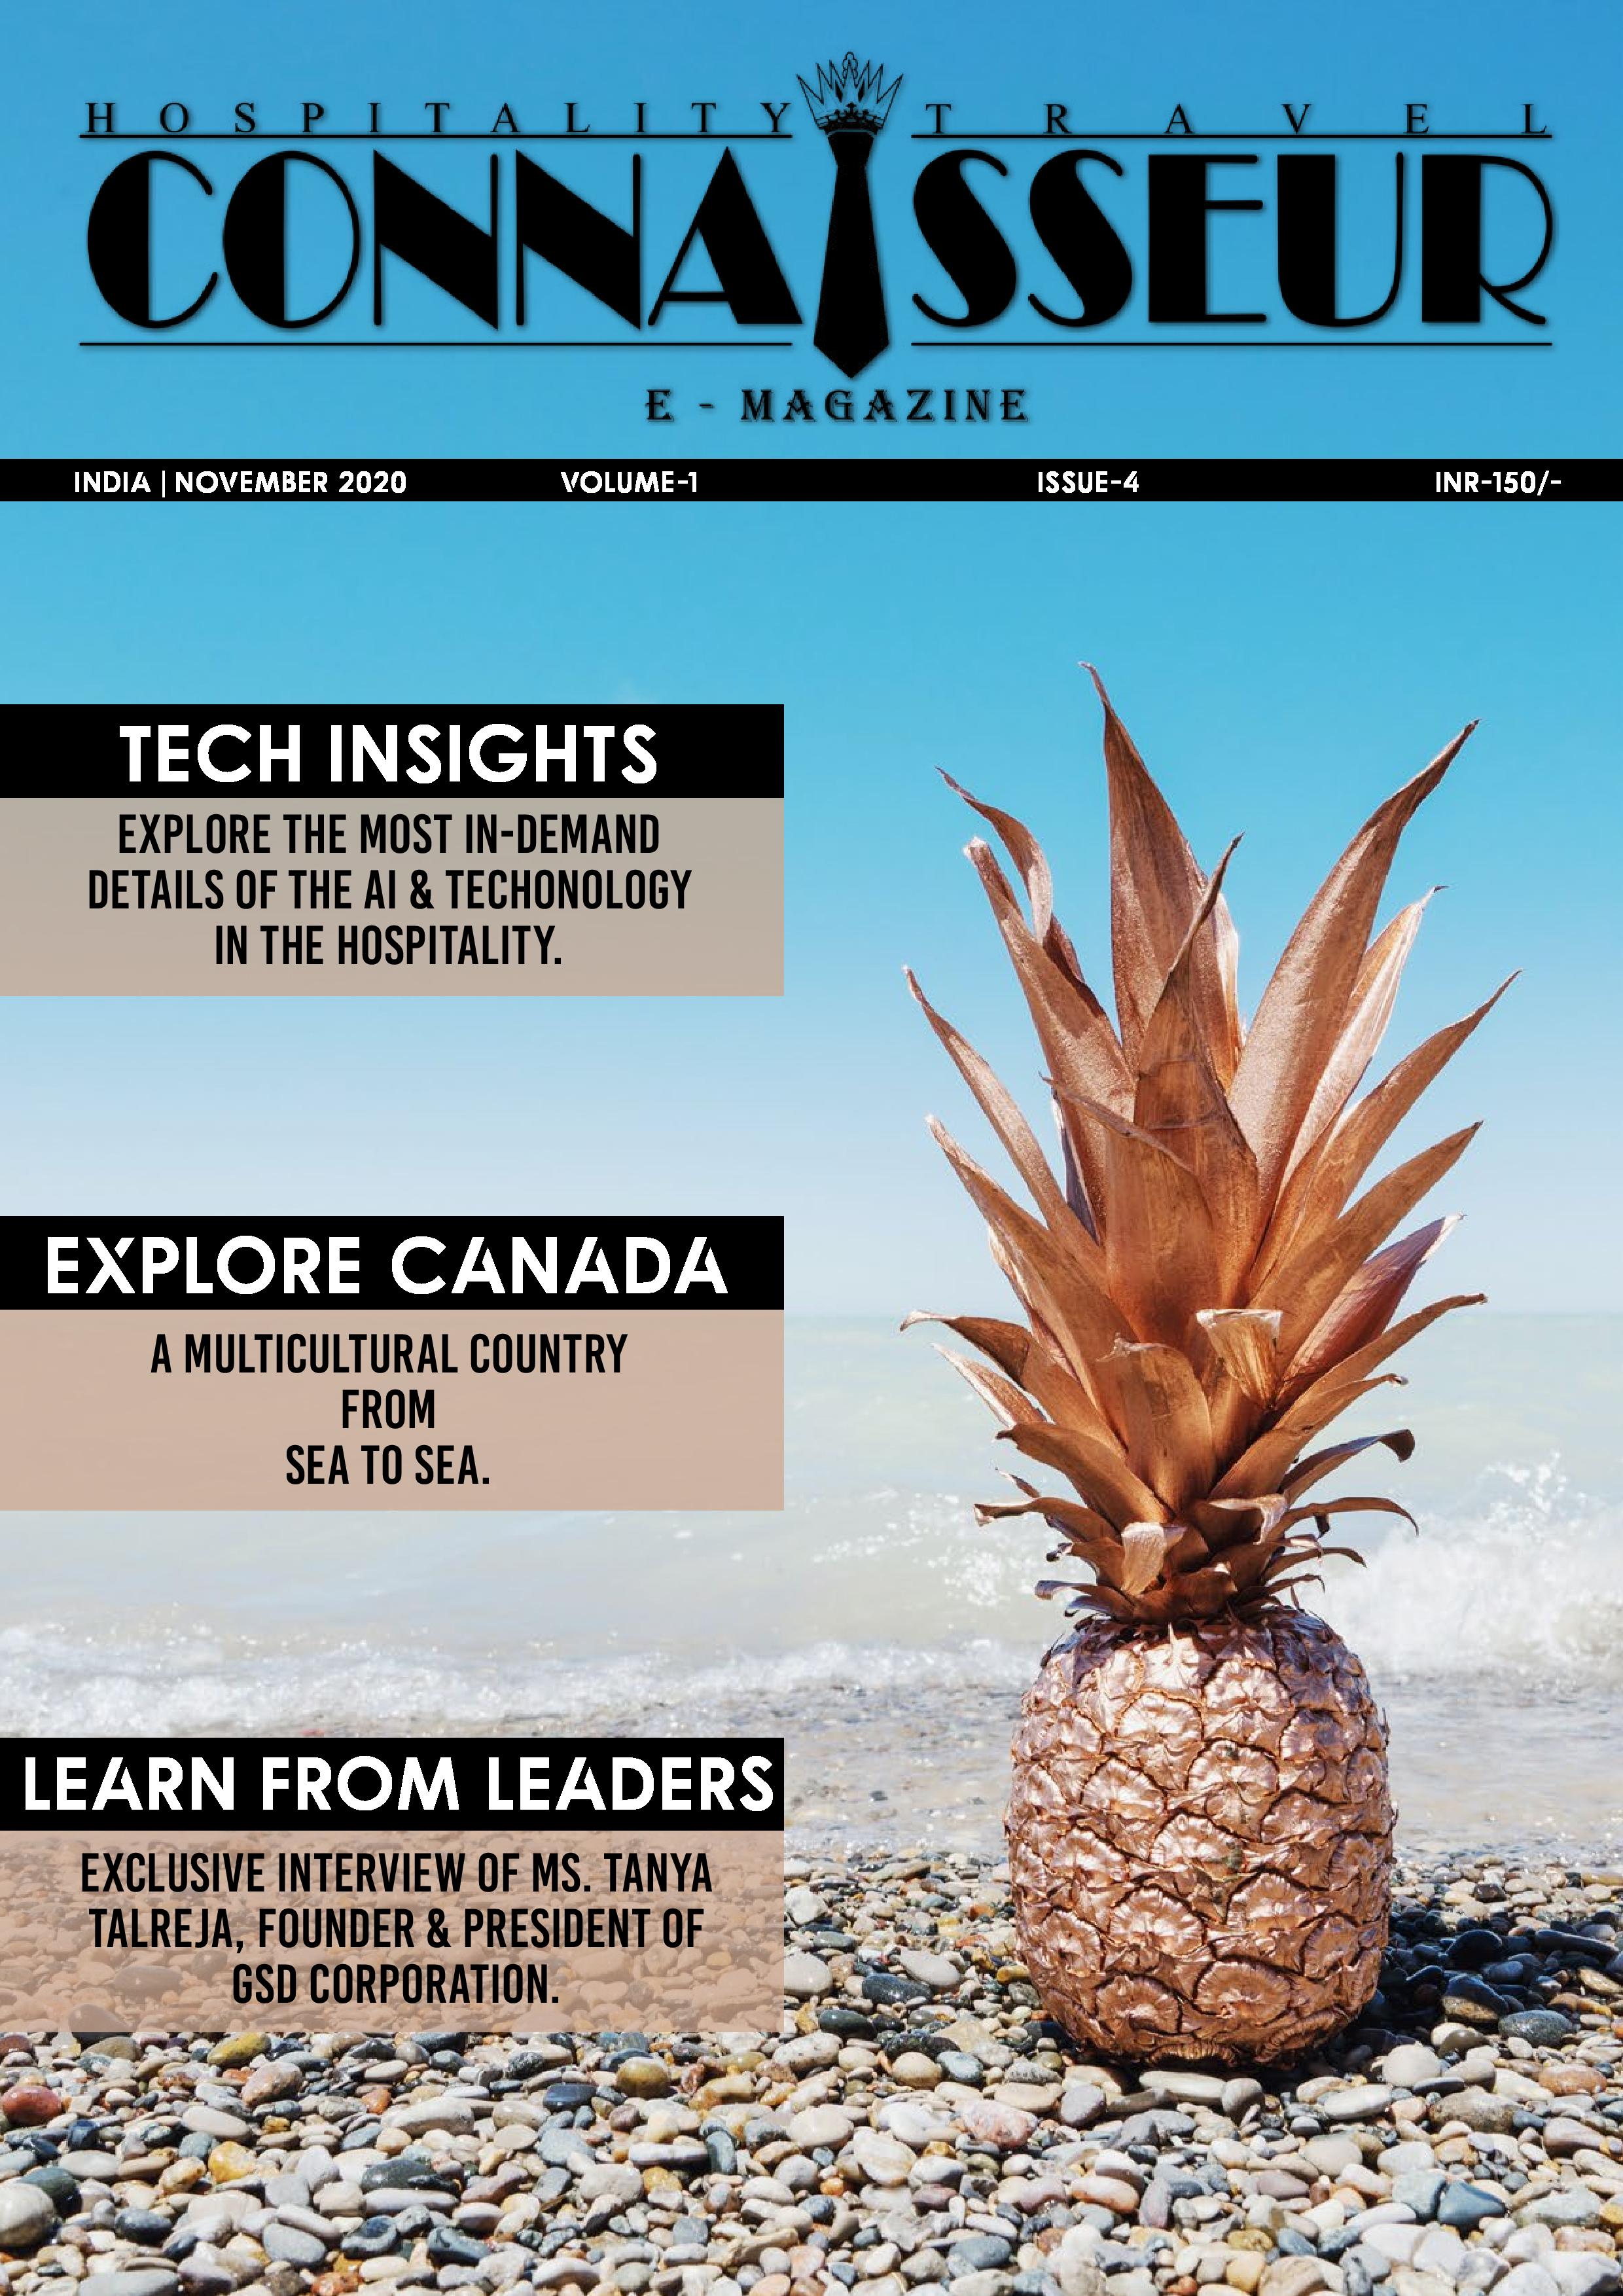 HOSPITALITY TRAVEL
CONNAISSEUR
E - MAGAZINE
INDIA | NOVEMBER 2020 VOLUME-1 ISSUE-4 INR-150/-
TECH INSIGHTS
EXPLORE THE MOST IN-DEMAND
DETAILS OF THE AI & TECHONOLOGY
IN THE HOSPITALITY.
EXPLORE CANADA
A MULTICULTURAL COUNTRY
FROM
SEA TO SEA.
LEARN FROM LEADERS
EXCLUSIVE INTERVIEW OF MS. TANYA
TALREJA, FOUNDER & PRESIDENT OF
GSD CORPORATION.